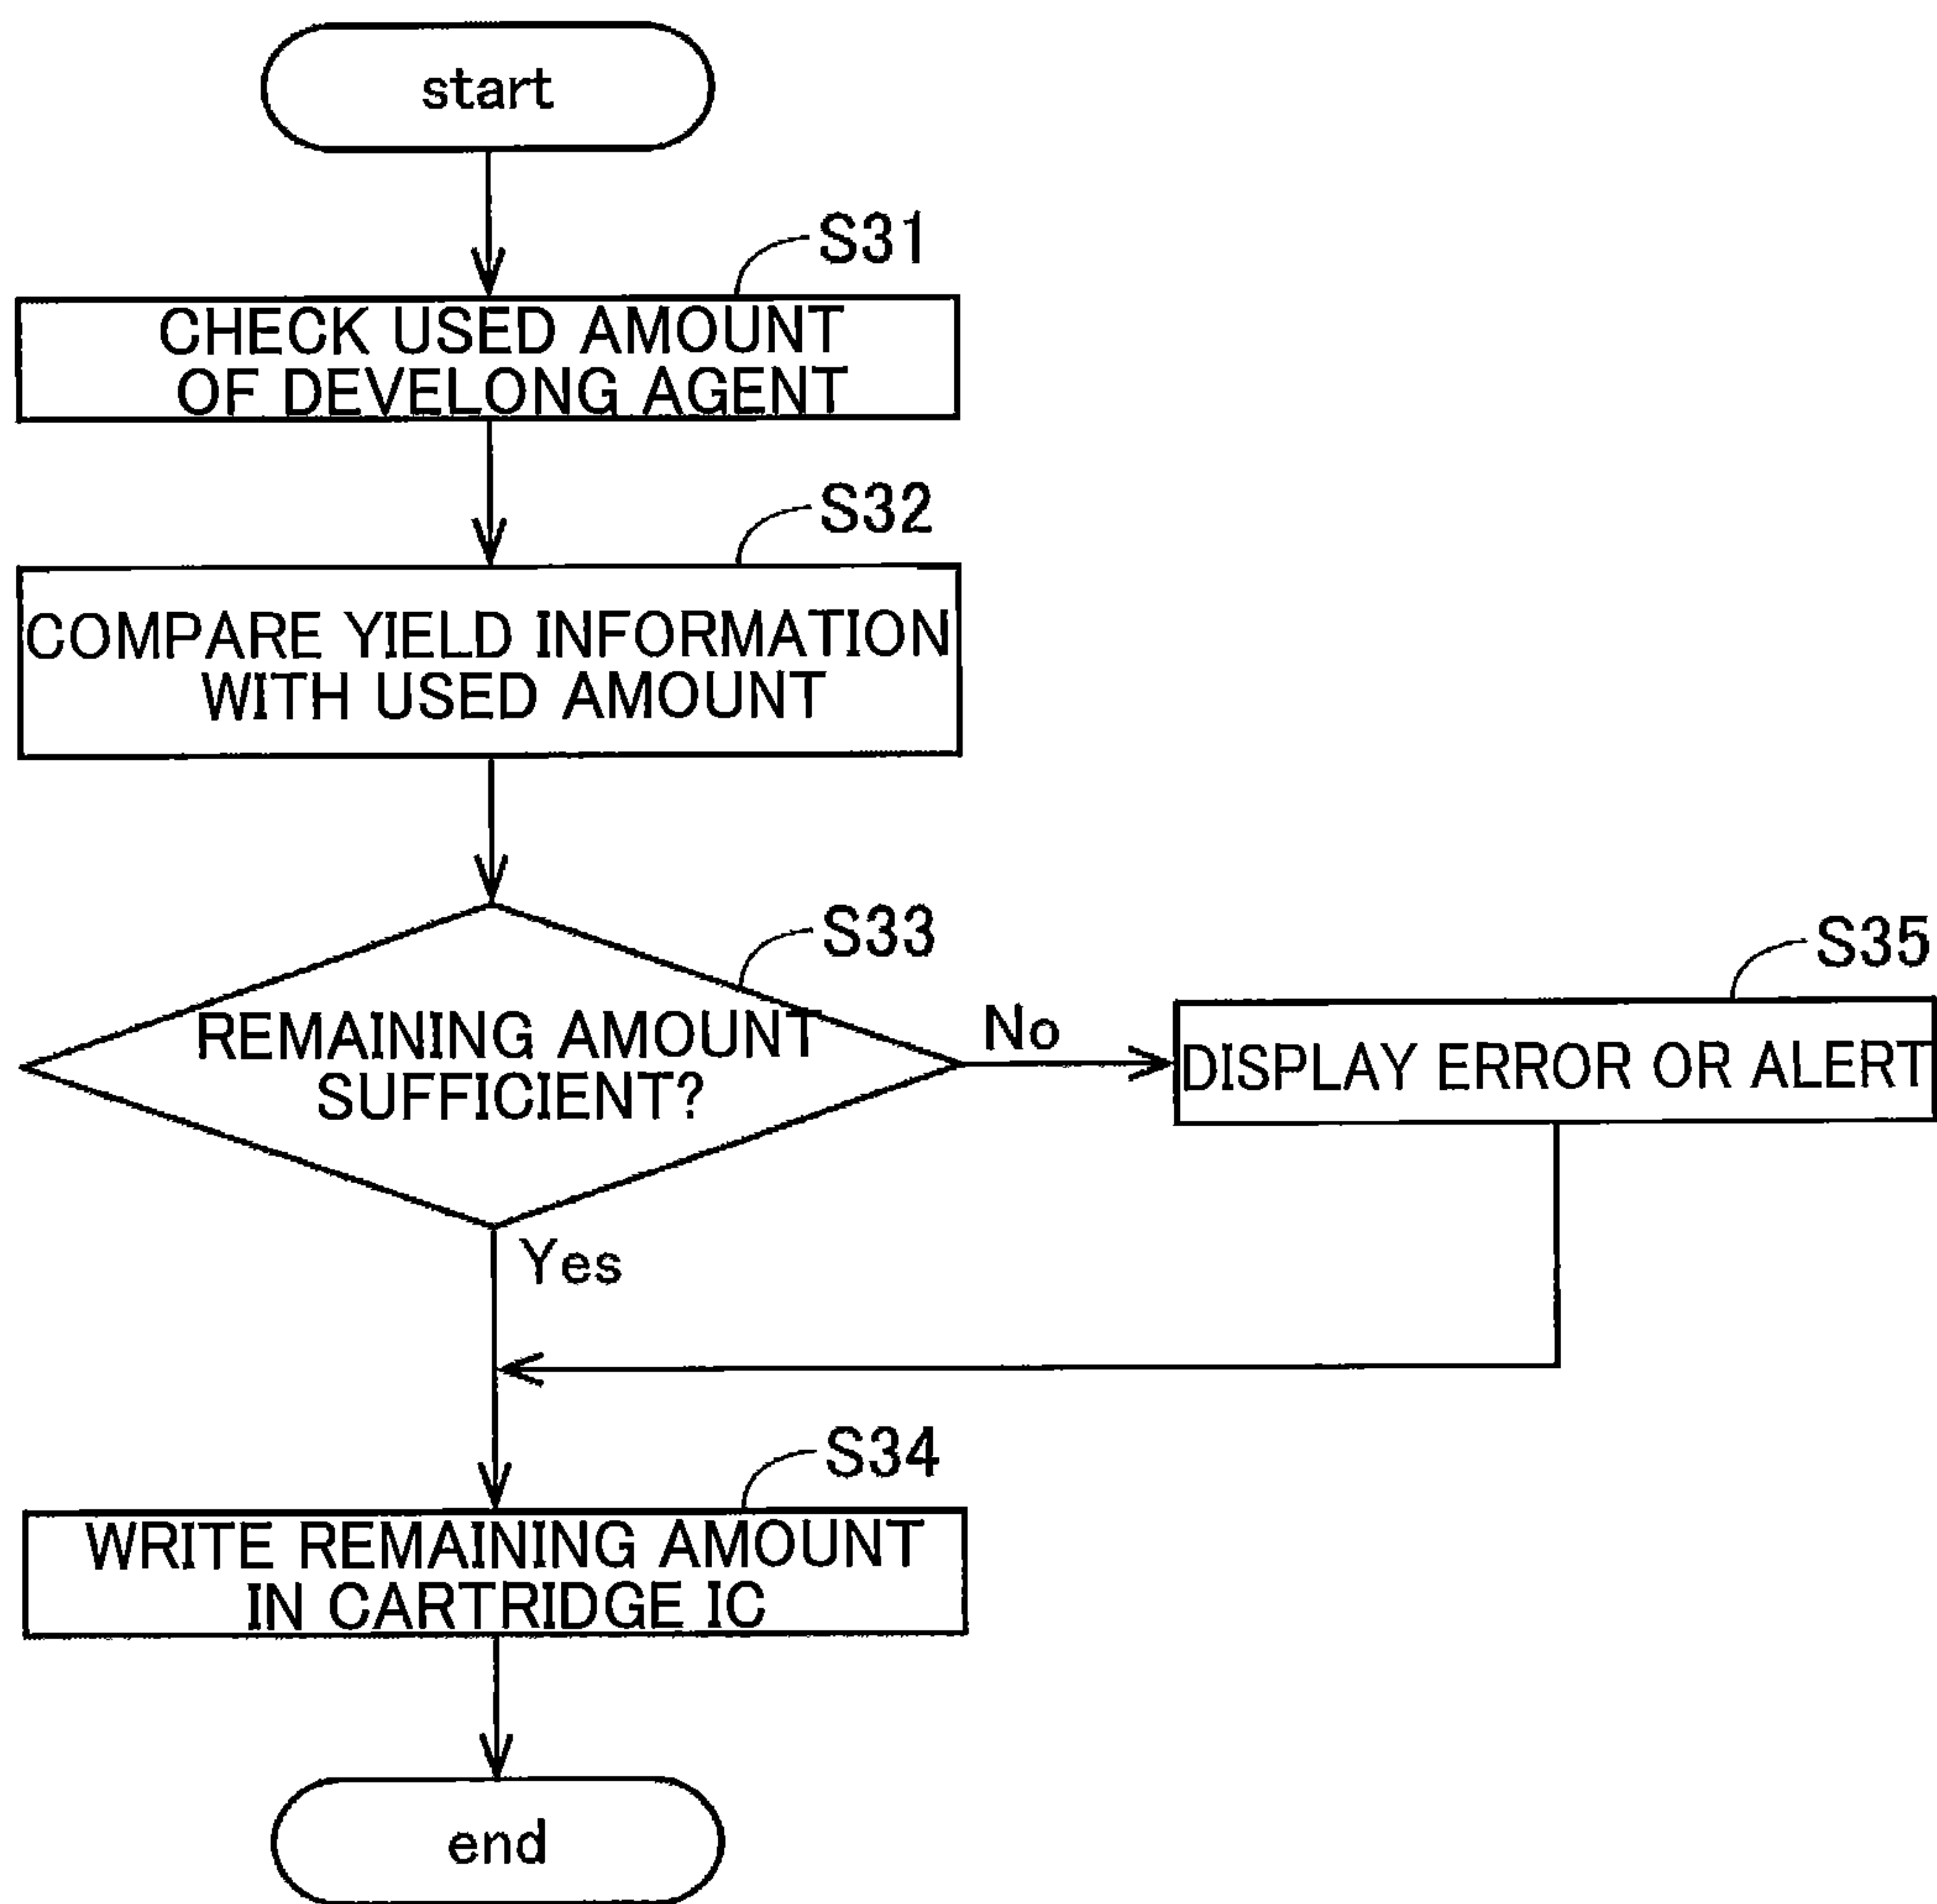 start
S31
CHECK USED AMOUNT
OF DEVELONG AGENT
S32
COMPARE YIELD INFORMATION
WITH USED AMOUNT
S33
REMAINING AMOUNT
SUFFICIENT?
No
S35
DISPLAY ERROR OR ALERT
Yes
S34
WRITE REMAINING AMOUNT
IN CARTRIDGE IC
end